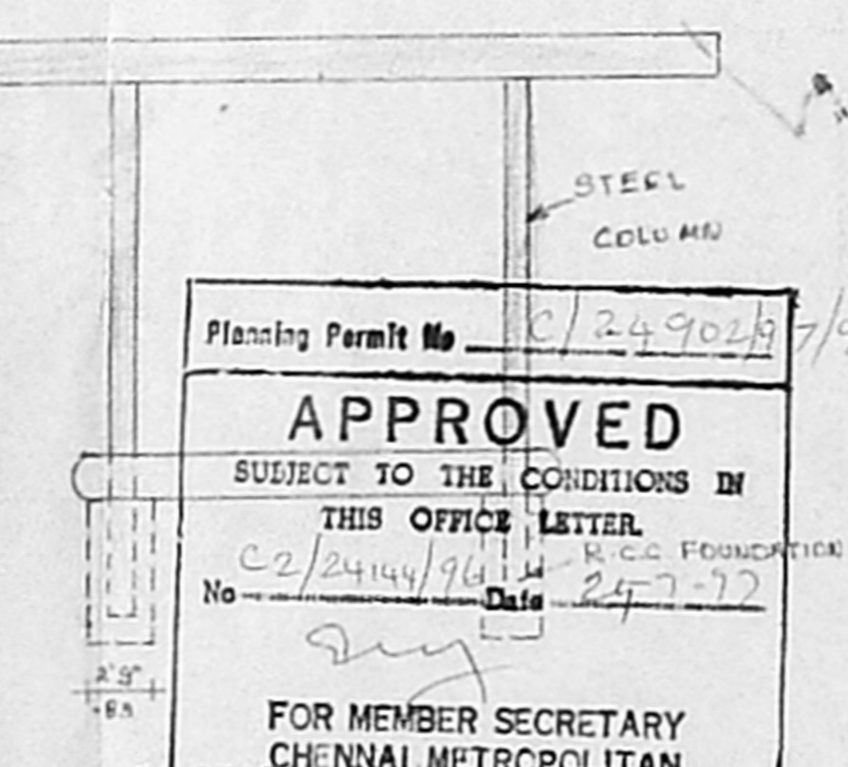 STEEL
COLUMN
Planning Permit No C/24902/97/9
APPROVED
SUBJECT TO THE CONDITIONS IN
THIS OFFICE LETTER
R.C.C FOUNDATION
No C2/24144/96 Date 25-7-97
2'9"
FOR MEMBER SECRETARY
CHENNAI METROPOLITAN